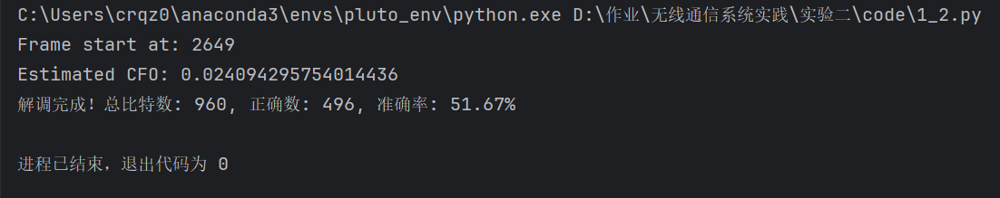 C:\Users\crqz0\anaconda3\envs\pluto_env\python.exe D:\作业\无线通信系统实践\实验二\code\1_2.py
Frame start at: 2649
Estimated CFO: 0.024094295754014436
解调完成！总比特数: 960, 正确数: 496, 准确率: 51.67%
进程已结束，退出代码为 0